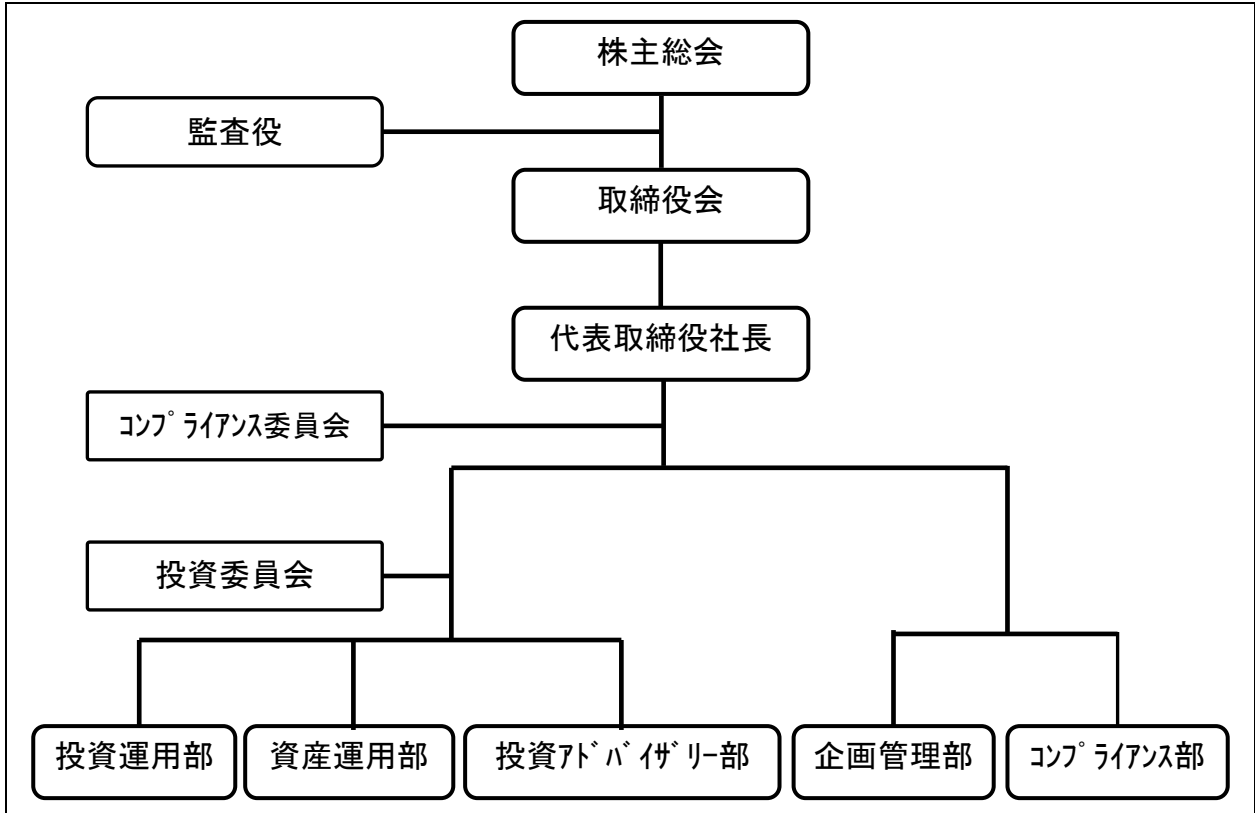 株主総会
監査役
取締役会
代表取締役社長
ｺﾝﾌﾟﾗｲｱﾝｽ委員会
投資委員会
投資運用部
資産運用部
投資ｱﾄﾞﾊﾞｲｻﾞﾘｰ部
企画管理部
ｺﾝﾌﾟﾗｲｱﾝｽ部